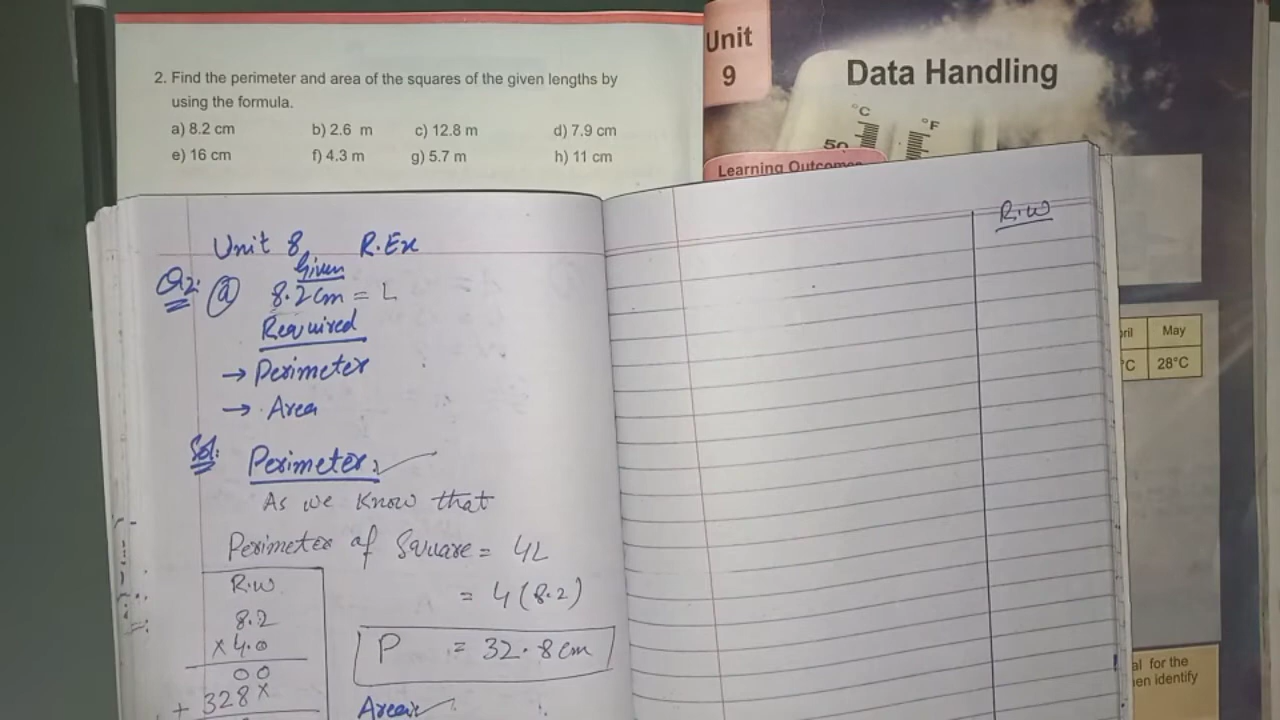 2. Find the perimeter and area of the squares of the given lengths by
using the formula.
a) 8.2 cm b) 2.6 m c) 12.8 m d) 7.9 cm
e) 16 cm f) 4.3 m g) 5.7 m h) 11 cm
Unit
9
Data Handling
°C
°F
50
Learning Outcomes
May
°C 28°C
al for the
en identify
R.W
Unit 8, R.Ex
Given
Q2: a 8.2cm = L
Required
→ Perimeter
→ Area
Sol: Perimeter:
As we Know that
Perimeter of Square = 4L
= 4(8.2)
P = 32.8cm
R.W
8.2
×4.0
00
+ 328×
Area: